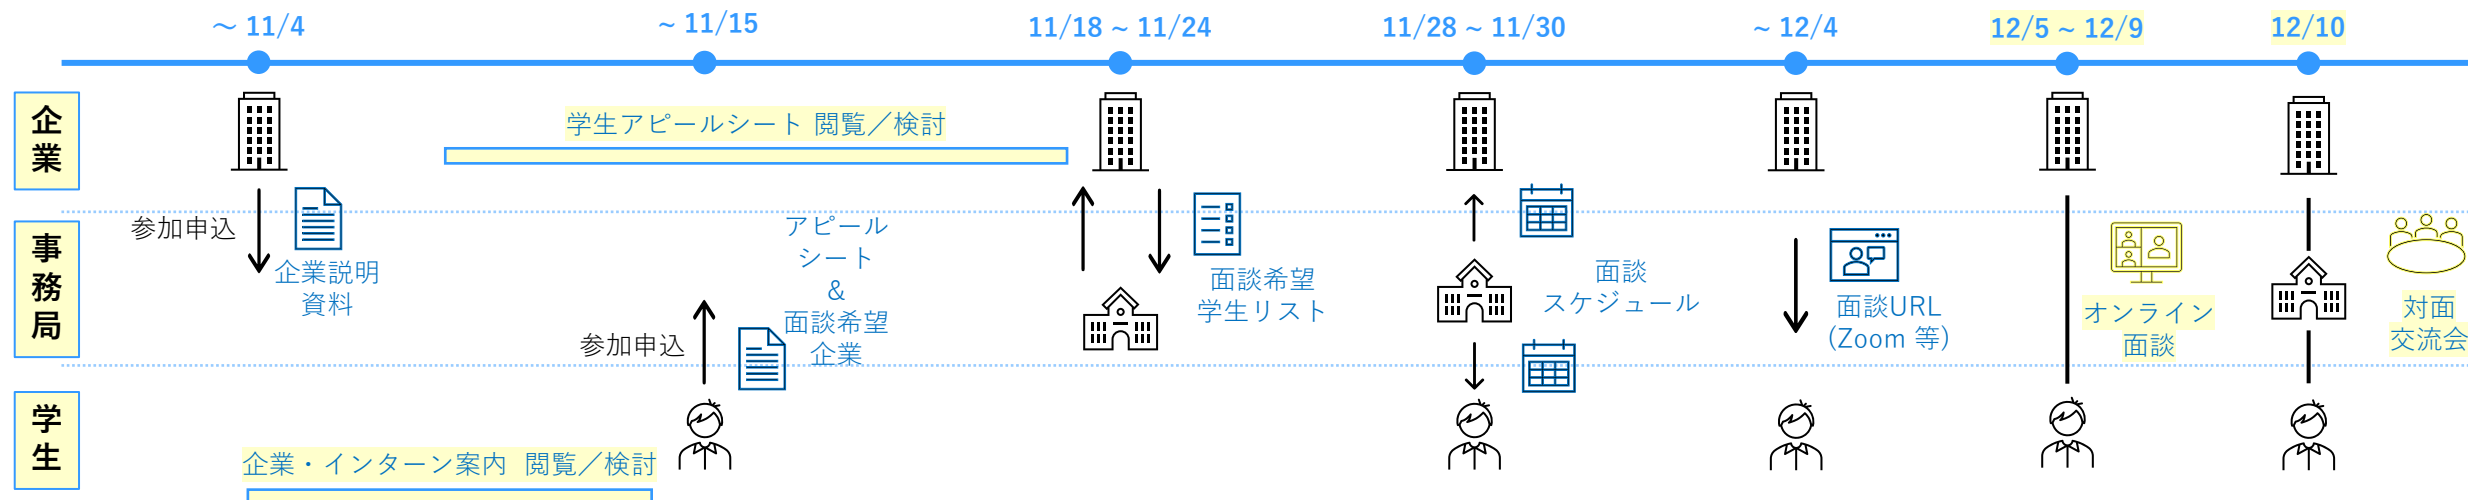 ～ 11/4
~ 11/15
11/18 ~ 11/24
11/28 ~ 11/30
~ 12/4
12/5 ~ 12/9
12/10
企業
学生アピールシート 閲覧／検討
事務局
参加申込
企業説明
資料
参加申込
アピール
シート
&
面談希望
企業
面談希望
学生リスト
面談
スケジュール
面談URL
(Zoom 等)
オンライン
面談
対面
交流会
学生
企業・インターン案内 閲覧／検討